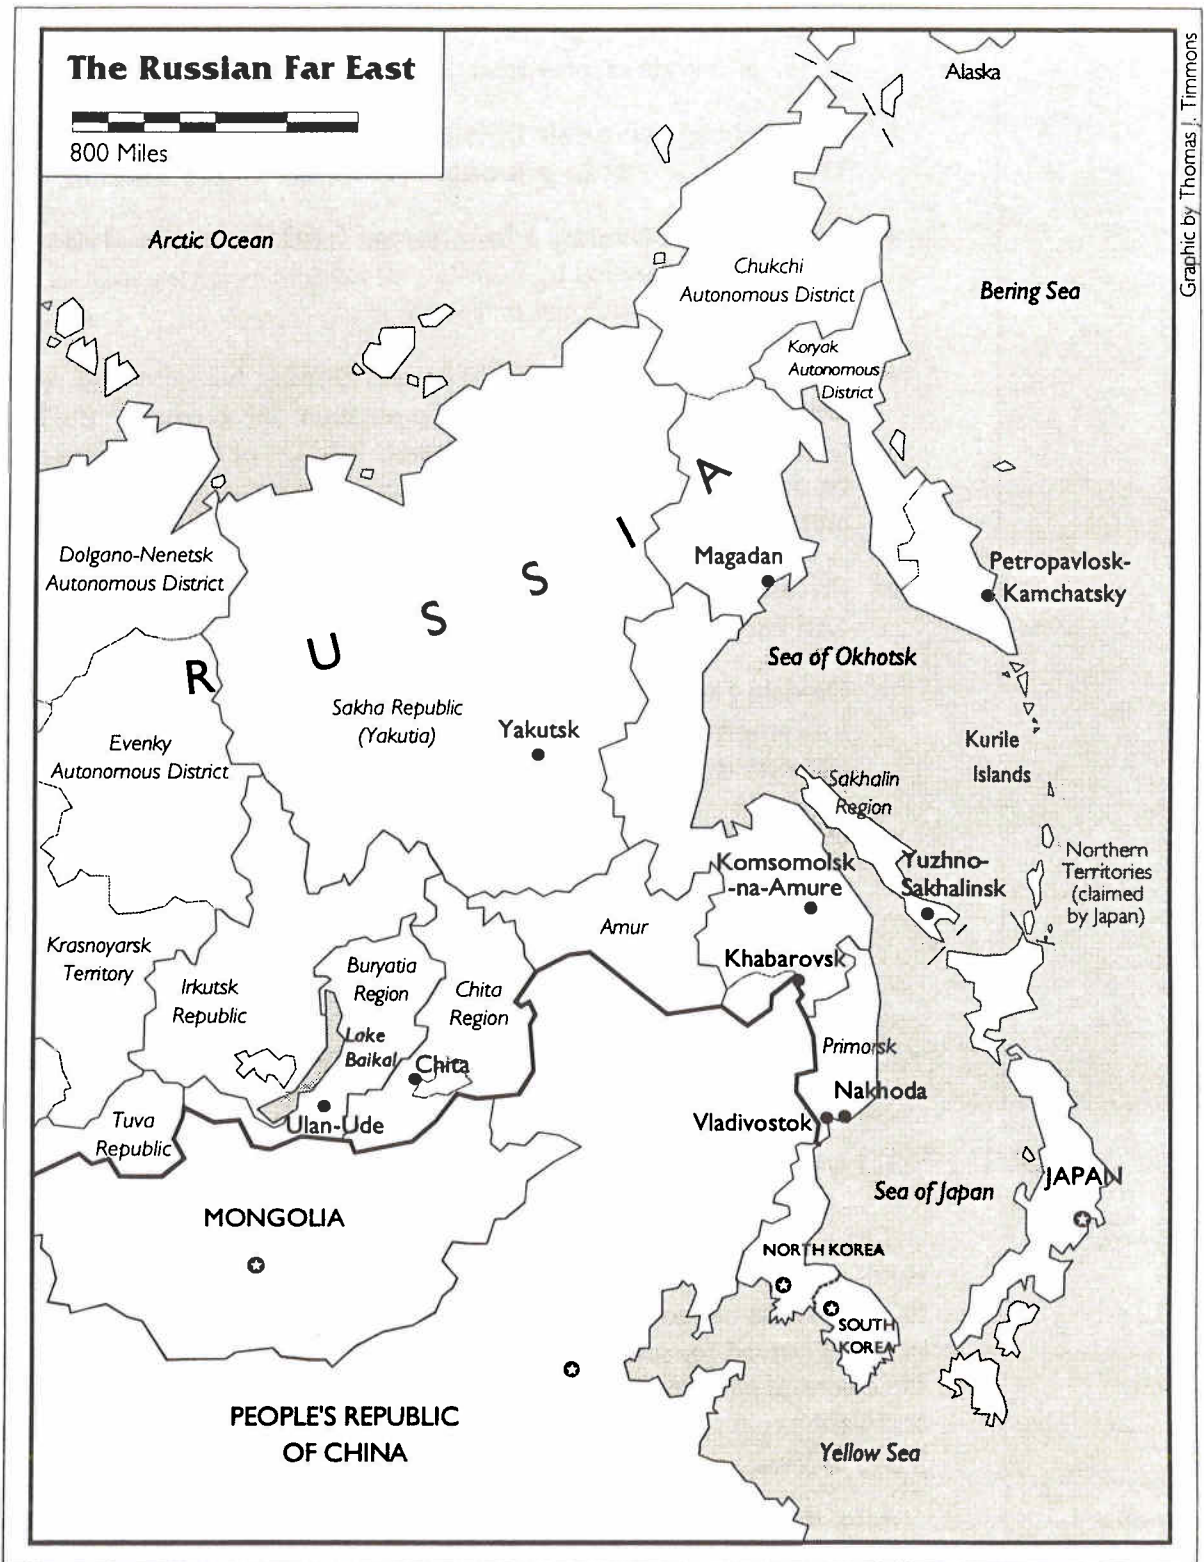 The Russian Far East
800 Miles
Graphic by Thomas J. Timmons
Alaska
Arctic Ocean
Chukchi
Autonomous District
Bering Sea
Koryak
Autonomous
District
R U S S I A
Dolgano-Nenetsk
Autonomous District
Magadan
Petropavlosk-
Kamchatsky
Sea of Okhotsk
Sakha Republic
(Yakutia)
Yakutsk
Evenky
Autonomous District
Kurile
Islands
Sakhalin
Region
Komsomolsk
-na-Amure
Yuzhno-
Sakhalinsk
Northern
Territories
(claimed
by Japan)
Krasnoyarsk
Territory
Amur
Khabarovsk
Irkutsk
Republic
Buryatia
Region
Chita
Region
Lake
Baikal
Chita
Primorsk
Nakhoda
Vladivostok
Ulan-Ude
Tuva
Republic
JAPAN
Sea of Japan
MONGOLIA
NORTH KOREA
SOUTH
KOREA
PEOPLE'S REPUBLIC
OF CHINA
Yellow Sea